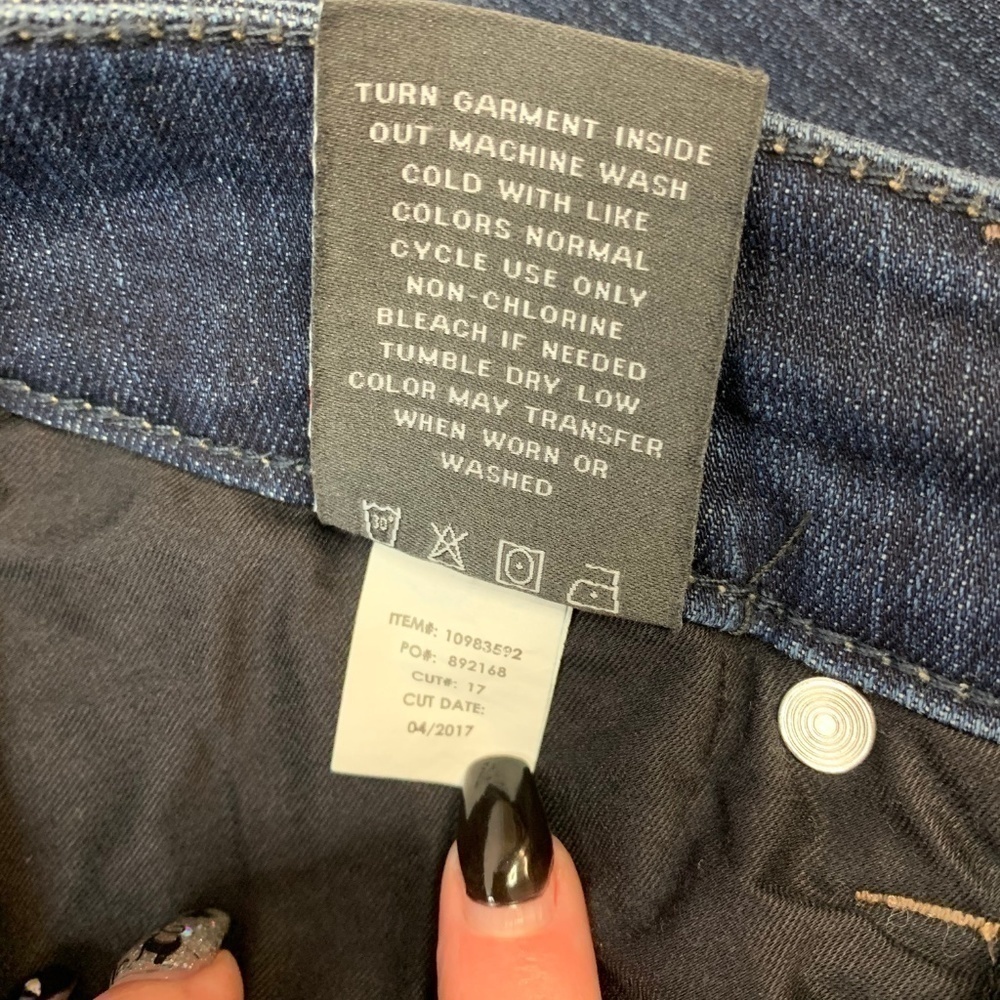 TURN GARMENT INSIDE
OUT MACHINE WASH
COLD WITH LIKE
COLORS NORMAL
CYCLE USE ONLY
NON-CHLORINE
BLEACH IF NEEDED
TUMBLE DRY LOW
COLOR MAY TRANSFER
WHEN WORN OR
WASHED
30°
ITEM#:
PO#: 892168
CUT#: 17
CUT DATE:
04/2017